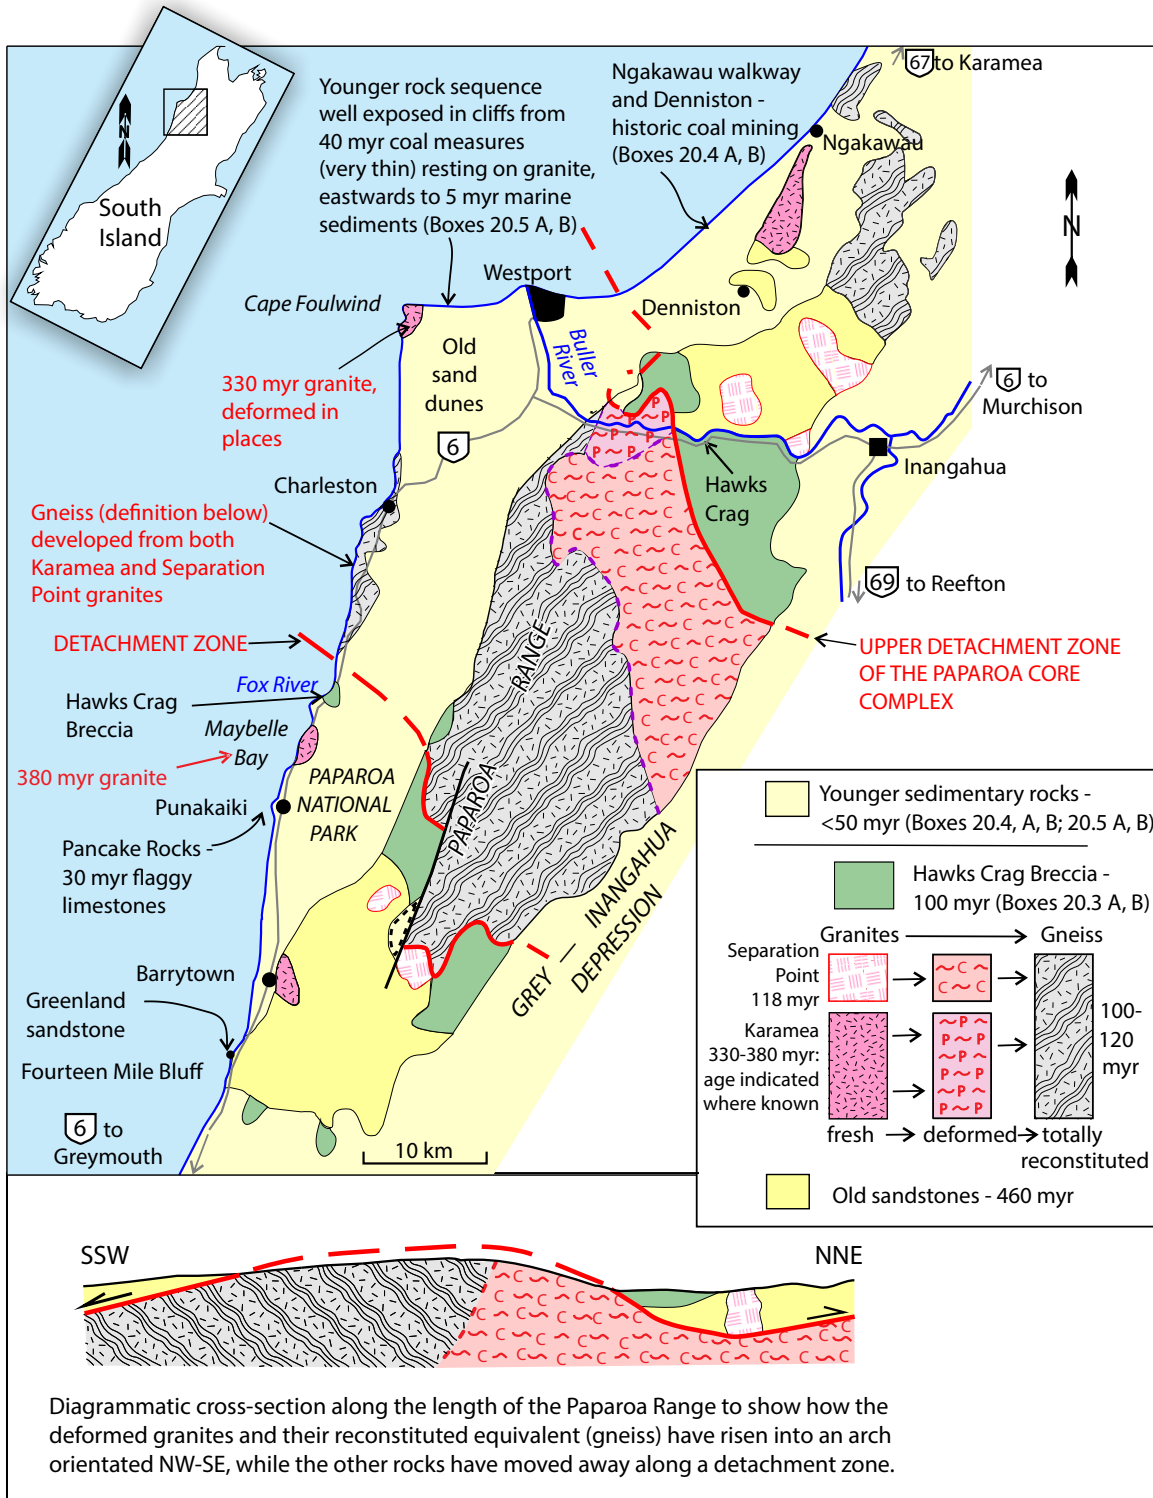 N
South
Island
Younger rock sequence
well exposed in cliffs from
40 myr coal measures
(very thin) resting on granite,
eastwards to 5 myr marine
sediments (Boxes 20.5 A, B)
Ngakawau walkway
and Denniston -
historic coal mining
(Boxes 20.4 A, B)
67 to Karamea
Ngakawau
N
Westport
Cape Foulwind
Denniston
Buller
River
Old
sand
dunes
330 myr granite,
deformed in
places
6
6 to
Murchison
Inangahua
Hawks
Crag
Charleston
Gneiss (definition below)
developed from both
Karamea and Separation
Point granites
69 to Reefton
DETACHMENT ZONE
UPPER DETACHMENT ZONE
OF THE PAPAROA CORE
COMPLEX
Fox River
Hawks Crag
Breccia
Maybelle
Bay
380 myr granite
PAPAROA
NATIONAL
PARK
PAPAROA RANGE
Punakaiki
Pancake Rocks -
30 myr flaggy
limestones
GREY — INANGAHUA
DEPRESSION
Barrytown
Greenland
sandstone
Fourteen Mile Bluff
6 to
Greymouth
10 km
Younger sedimentary rocks -
<50 myr (Boxes 20.4, A, B; 20.5 A, B)
Hawks Crag Breccia -
100 myr (Boxes 20.3 A, B)
Granites Gneiss
Separation
Point
118 myr
Karamea
330-380 myr:
age indicated
where known
100-
120
myr
fresh deformed totally
reconstituted
Old sandstones - 460 myr
SSW NNE
Diagrammatic cross-section along the length of the Paparoa Range to show how the
deformed granites and their reconstituted equivalent (gneiss) have risen into an arch
orientated NW-SE, while the other rocks have moved away along a detachment zone.